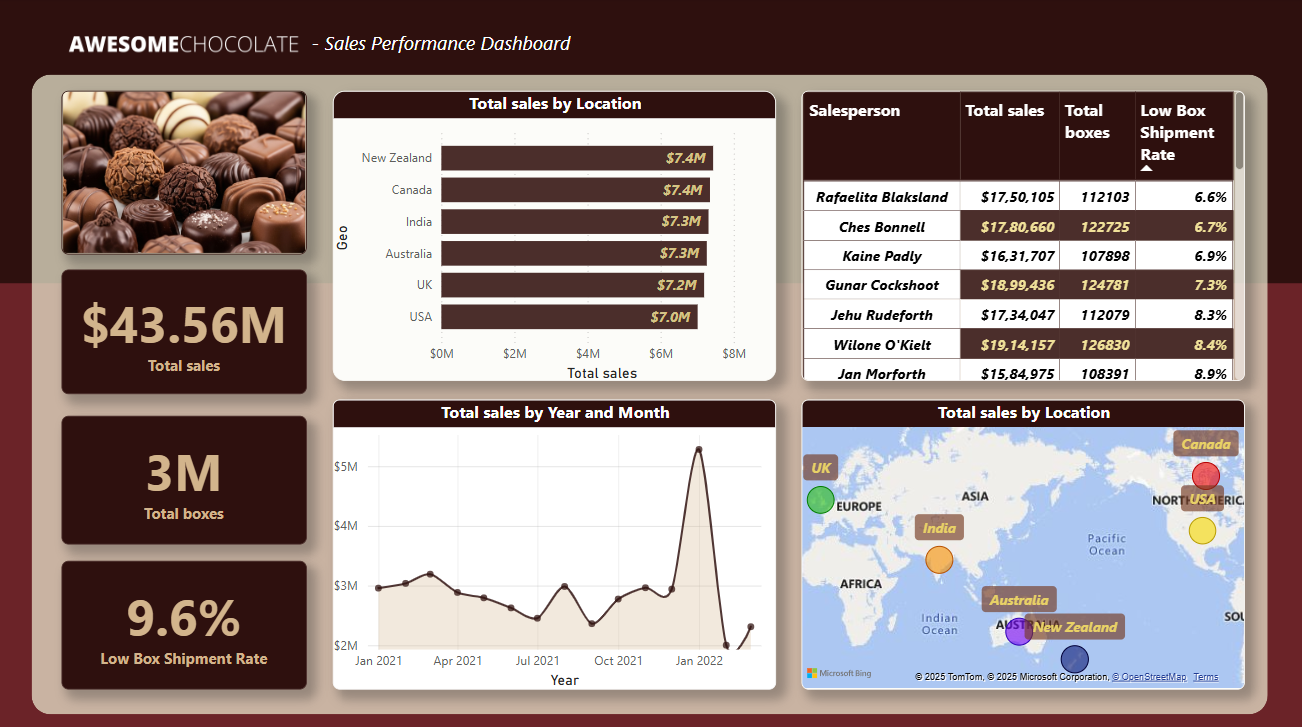 AWESOMECHOCOLATE - Sales Performance Dashboard
$43.56M
Total sales
3M
Total boxes
9.6%
Low Box Shipment Rate
Total sales by Location
Geo
New Zealand $7.4M
Canada $7.4M
India $7.3M
Australia $7.3M
UK $7.2M
USA $7.0M
$0M $2M $4M $6M $8M
Total sales
Salesperson Total sales Total boxes Low Box Shipment Rate
Rafaelita Blaksland $17,50,105 112103 6.6%
Ches Bonnell $17,80,660 122725 6.7%
Kaine Padly $16,31,707 107898 6.9%
Gunar Cockshoot $18,99,436 124781 7.3%
Jehu Rudeforth $17,34,047 112079 8.3%
Wilone O'Kielt $19,14,157 126830 8.4%
Jan Morforth $15,84,975 108391 8.9%
Total sales by Year and Month
$5M
$4M
$3M
$2M
Jan 2021 Apr 2021 Jul 2021 Oct 2021 Jan 2022
Year
Total sales by Location
Canada
UK
ASIA
NORTH AMERIC
USA
EUROPE
India
Pacific
Ocean
AFRICA
Australia
Indian
Ocean
AUSTRALIA
New Zealand
SOU
Microsoft Bing
© 2025 TomTom, © 2025 Microsoft Corporation, © OpenStreetMap Terms